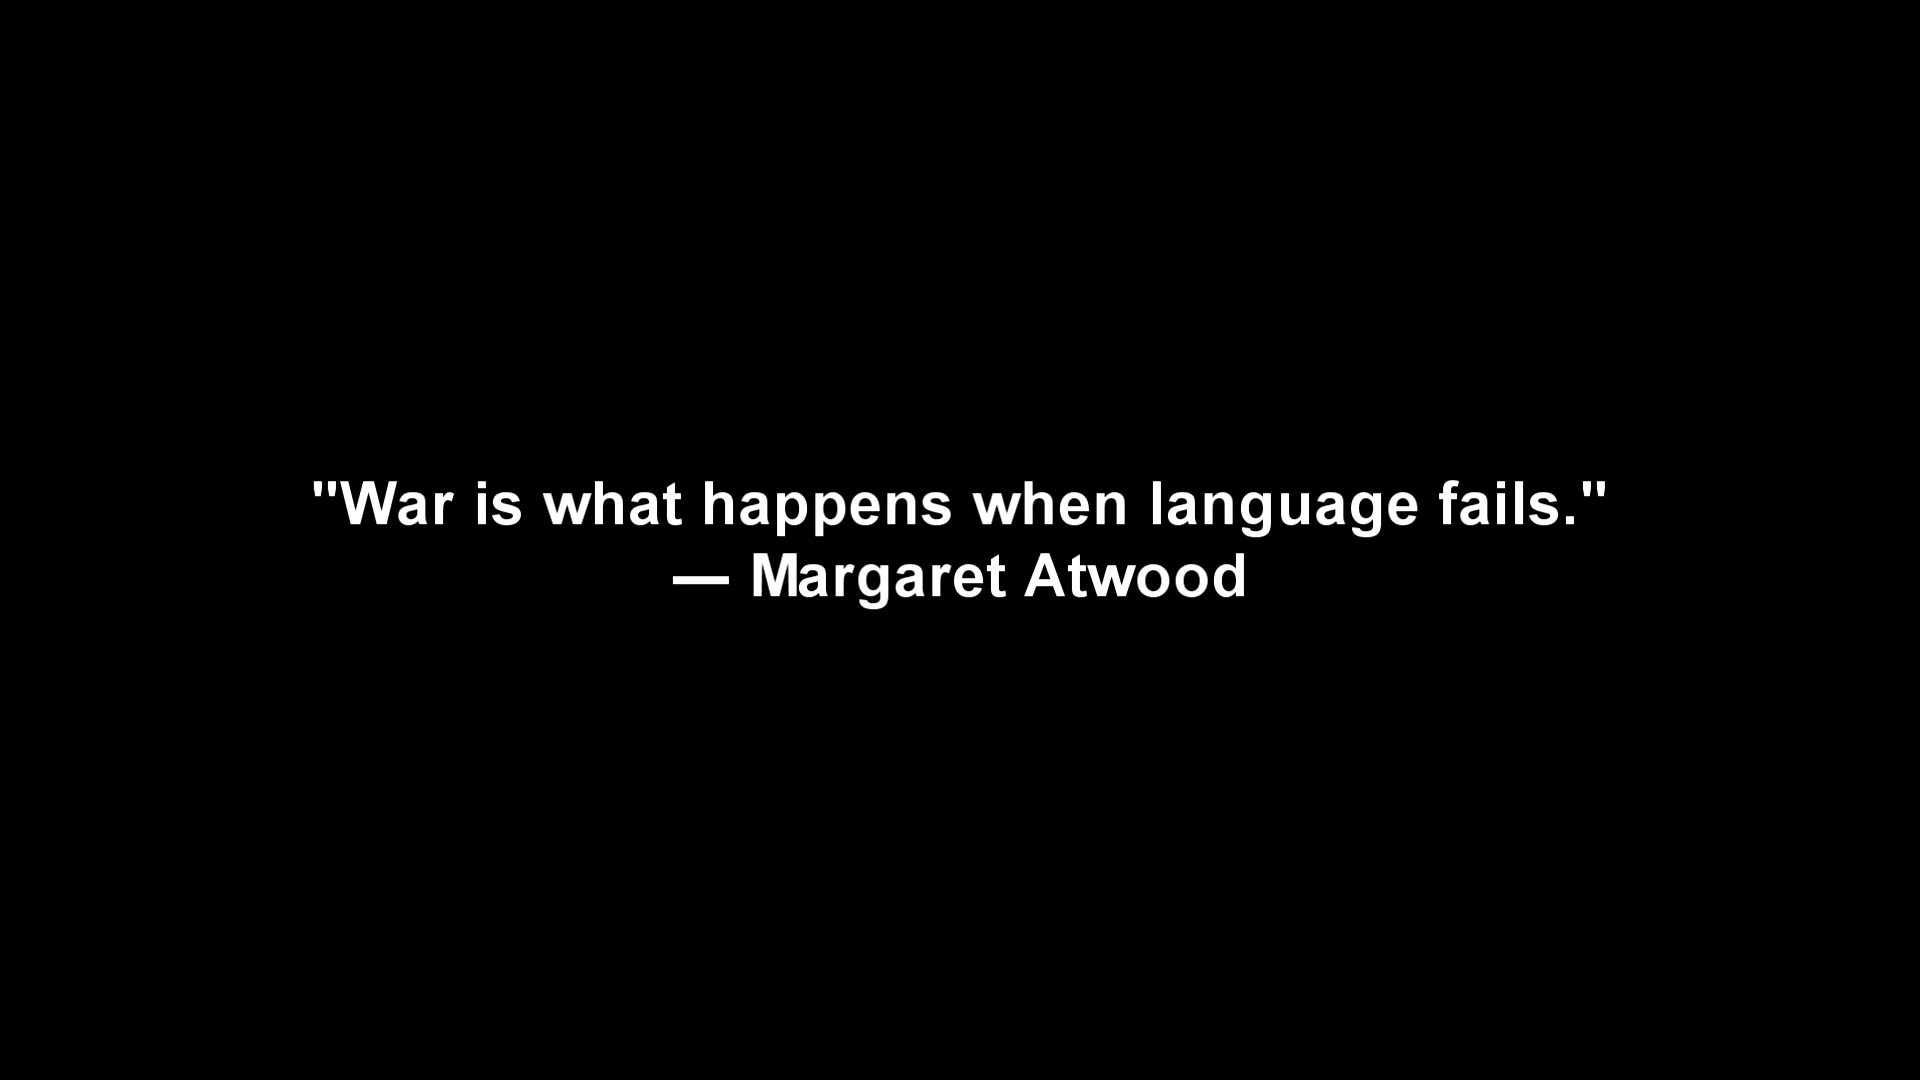 "War is what happens when language fails."
— Margaret Atwood